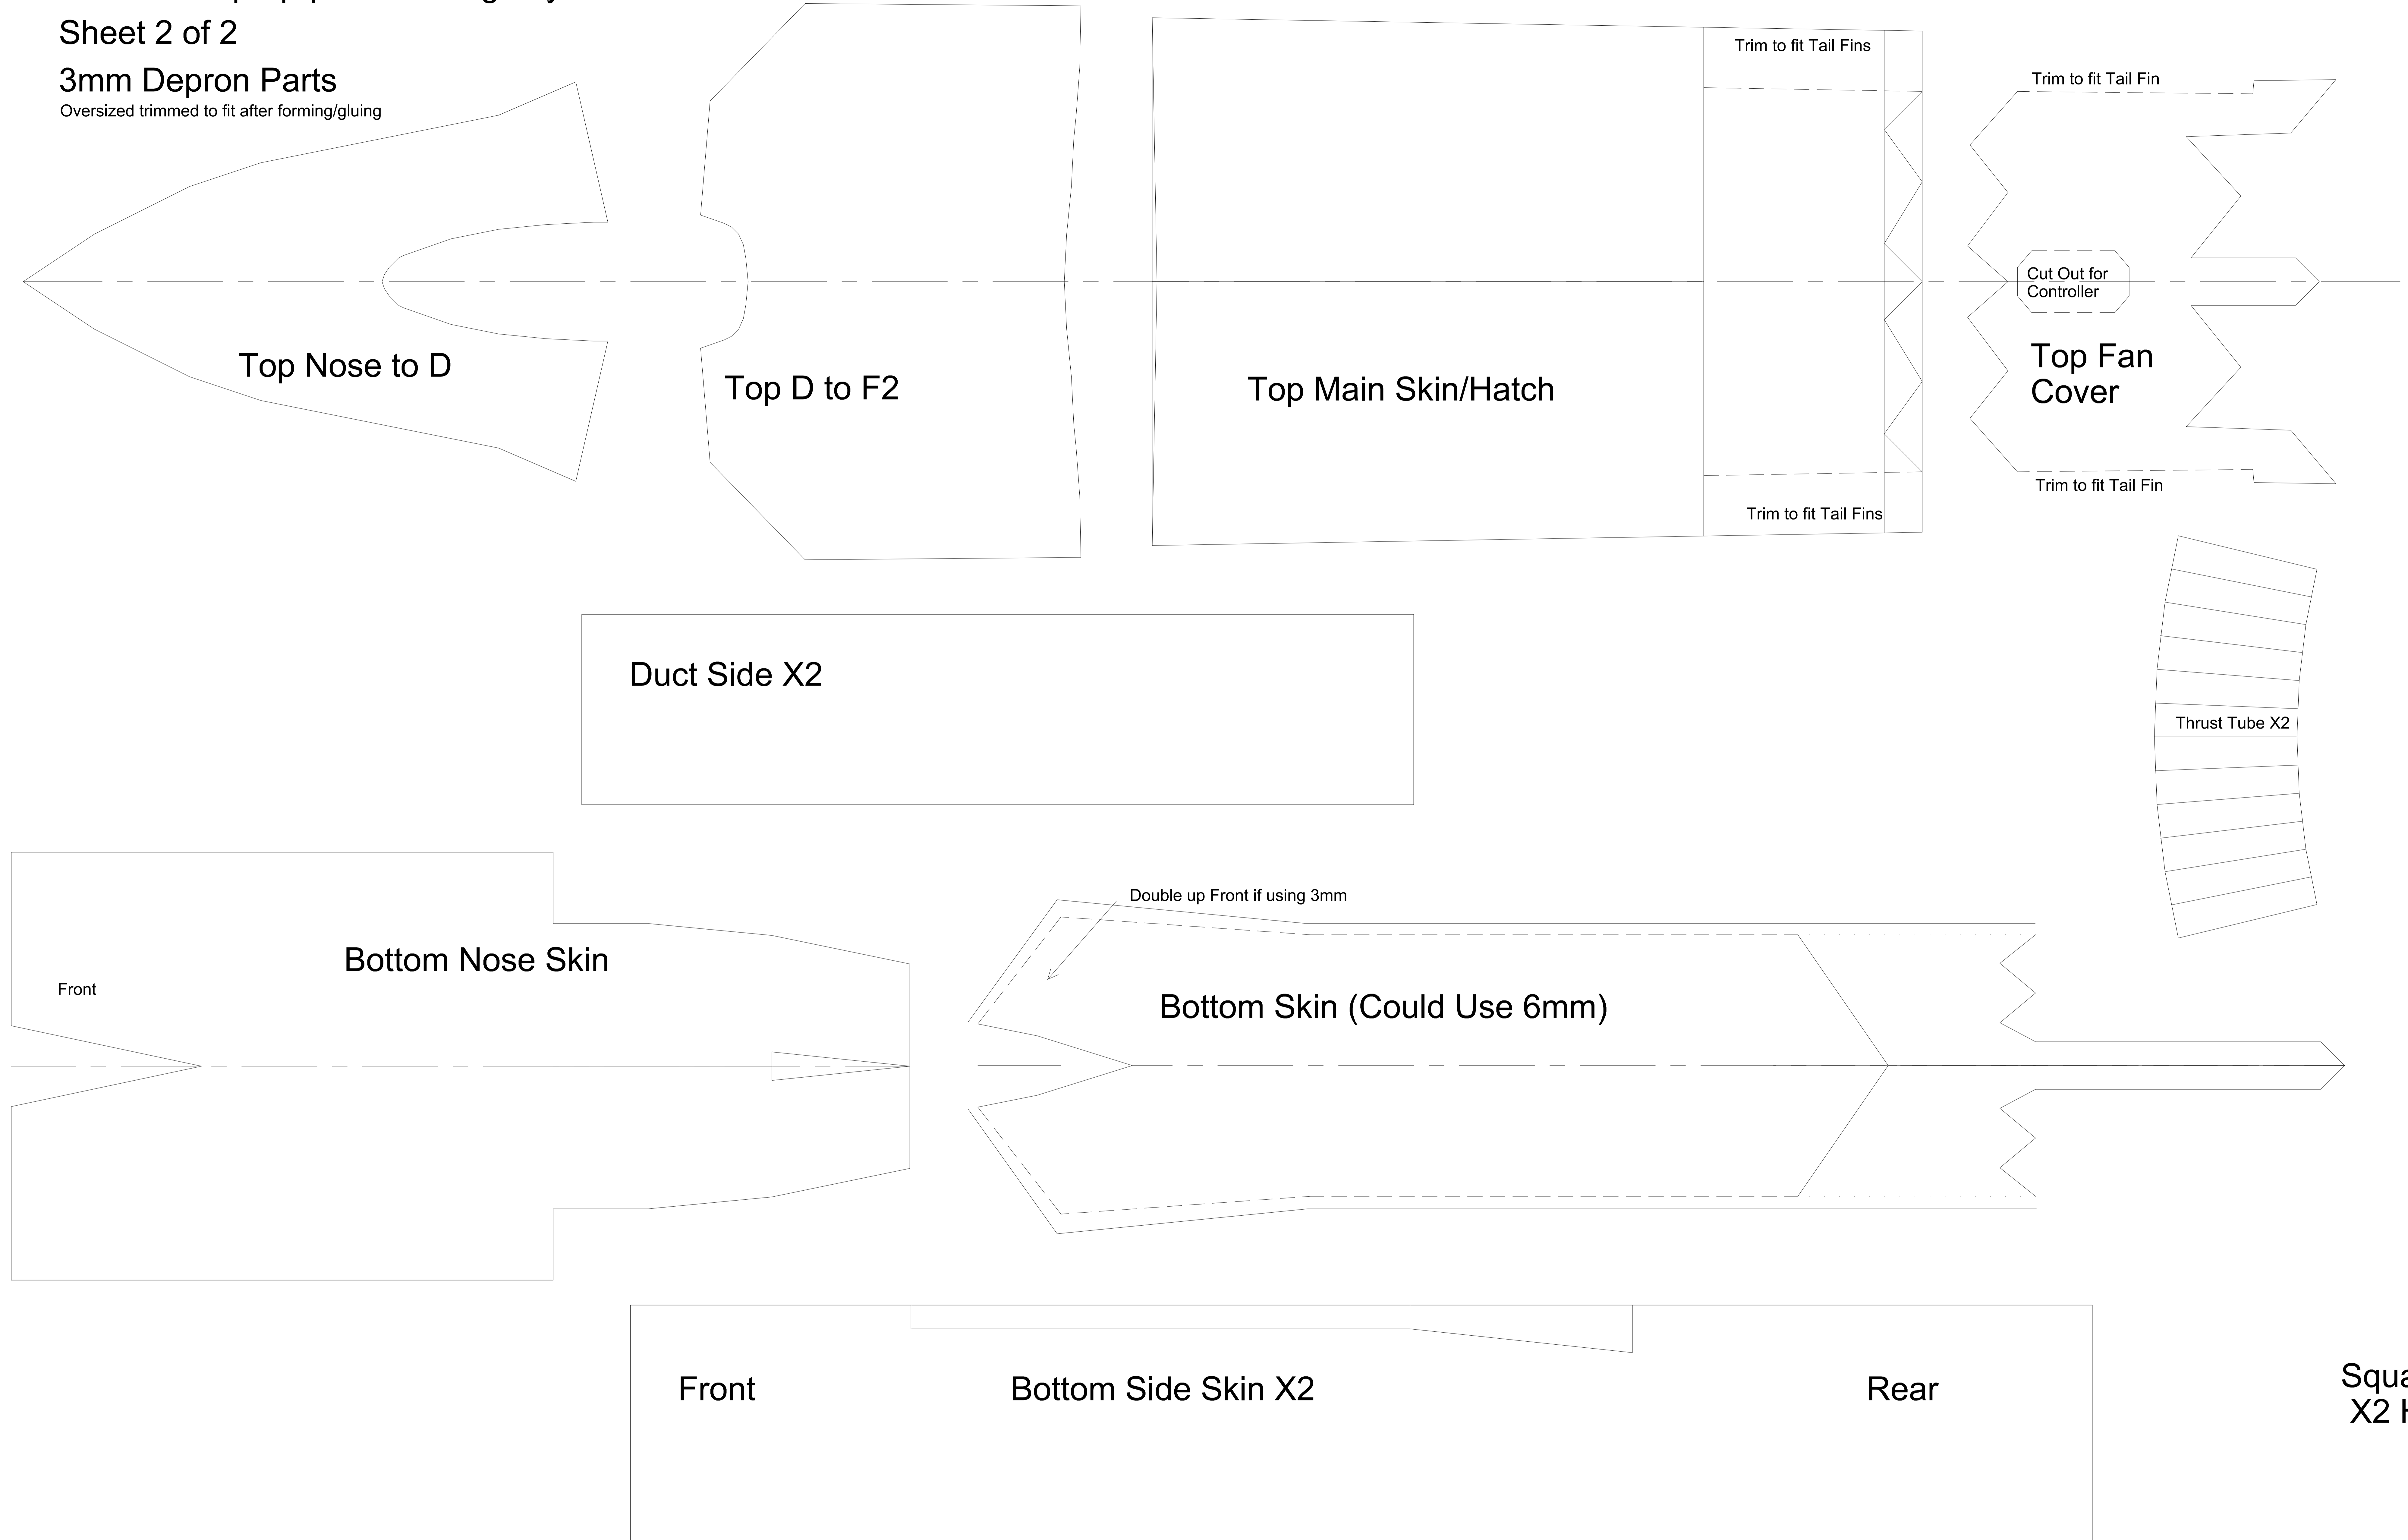 Sheet 2 of 2
3mm Depron Parts
Oversized trimmed to fit after forming/gluing
Trim to fit Tail Fins
Trim to fit Tail Fin
Cut Out for
Controller
Top Nose to D
Top D to F2
Top Main Skin/Hatch
Top Fan
Cover
Trim to fit Tail Fin
Trim to fit Tail Fins
Duct Side X2
Thrust Tube X2
Double up Front if using 3mm
Bottom Nose Skin
Front
Bottom Skin (Could Use 6mm)
Front
Bottom Side Skin X2
Rear
X2